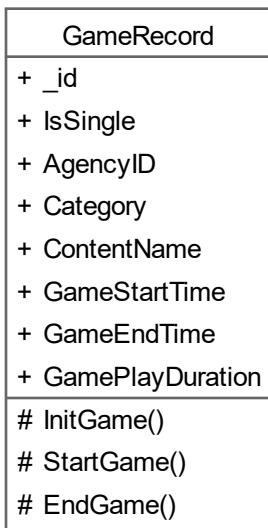 GameRecord
+ _id
+ IsSingle
+ AgencyID
+ Category
+ ContentName
+ GameStartTime
+ GameEndTime
+ GamePlayDuration
# InitGame()
# StartGame()
# EndGame()